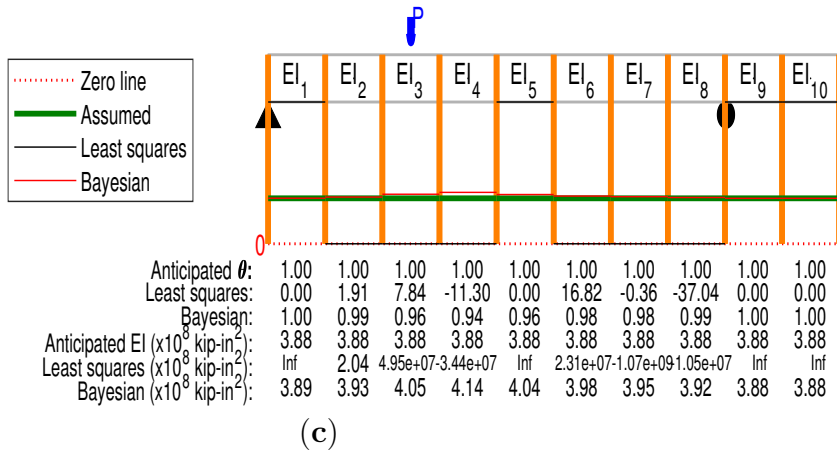 P
EI1 EI2 EI3 EI4 EI5 EI6 EI7 EI8 EI9 EI10
Zero line
Assumed
Least squares
Bayesian
0
Anticipated θ: 1.00 1.00 1.00 1.00 1.00 1.00 1.00 1.00 1.00 1.00
Least squares: 0.00 1.91 7.84 -11.30 0.00 16.82 -0.36 -37.04 0.00 0.00
Bayesian: 1.00 0.99 0.96 0.94 0.96 0.98 0.98 0.99 1.00 1.00
Anticipated EI (x10^8 kip-in^2): 3.88 3.88 3.88 3.88 3.88 3.88 3.88 3.88 3.88 3.88
Least squares (x10^8 kip-in^2): Inf 2.04 4.95e+07 -3.44e+07 Inf 2.31e+07 -1.07e+09 -1.05e+07 Inf Inf
Bayesian (x10^8 kip-in^2): 3.89 3.93 4.05 4.14 4.04 3.98 3.95 3.92 3.88 3.88
(c)